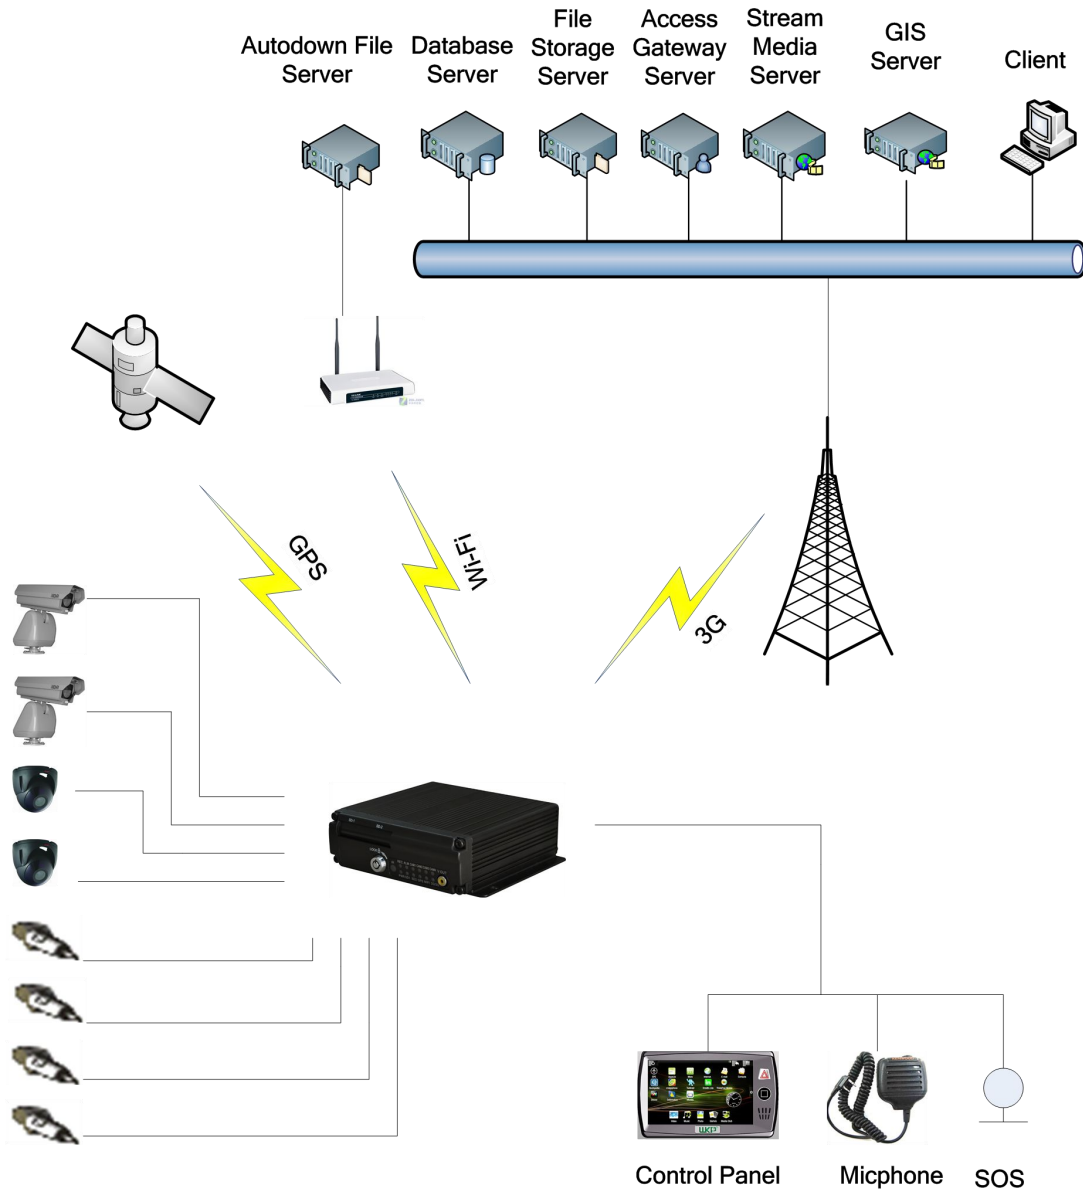 Autodown File
Server
Database
Server
File
Storage
Server
Access
Gateway
Server
Stream
Media
Server
GIS
Server
Client
GPS
Wi-Fi
3G
WKP
Control Panel
Micphone
SOS